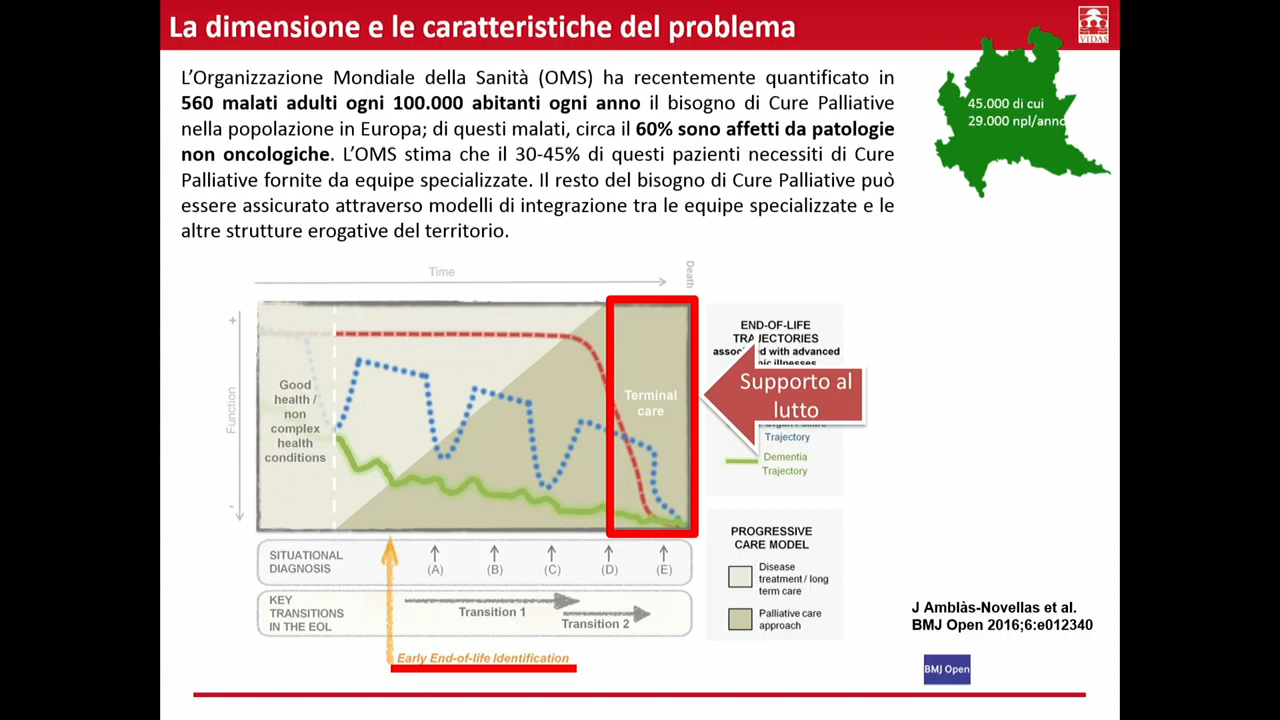 La dimensione e le caratteristiche del problema
VIDAS
L'Organizzazione Mondiale della Sanità (OMS) ha recentemente quantificato in
560 malati adulti ogni 100.000 abitanti ogni anno il bisogno di Cure Palliative
nella popolazione in Europa; di questi malati, circa il 60% sono affetti da patologie
non oncologiche. L'OMS stima che il 30-45% di questi pazienti necessiti di Cure
Palliative fornite da equipe specializzate. Il resto del bisogno di Cure Palliative può
essere assicurato attraverso modelli di integrazione tra le equipe specializzate e le
altre strutture erogative del territorio.
45.000 di cui
29.000 npl/anno
Time
Death
+
Function
-
Good
health /
non
complex
health
conditions
Terminal
care
END-OF-LIFE
TRAJECTORIES
with advanced
illnesses
Supporto al
lutto
Trajectory
Dementia
Trajectory
SITUATIONAL
DIAGNOSIS
(A) (B) (C) (D) (E)
KEY
TRANSITIONS
IN THE EOL
Transition 1
Transition 2
Early End-of-life Identification
PROGRESSIVE
CARE MODEL
Disease
treatment / long
term care
Palliative care
approach
J Amblàs-Novellas et al.
BMJ Open 2016;6:e012340
BMJ Open